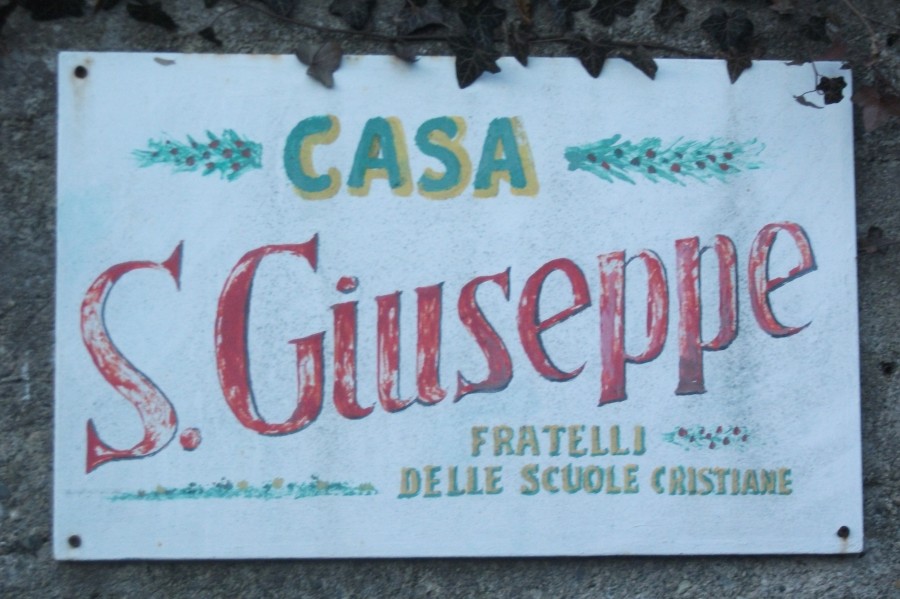 CASA
S. Giuseppe
FRATELLI
DELLE SCUOLE CRISTIANE